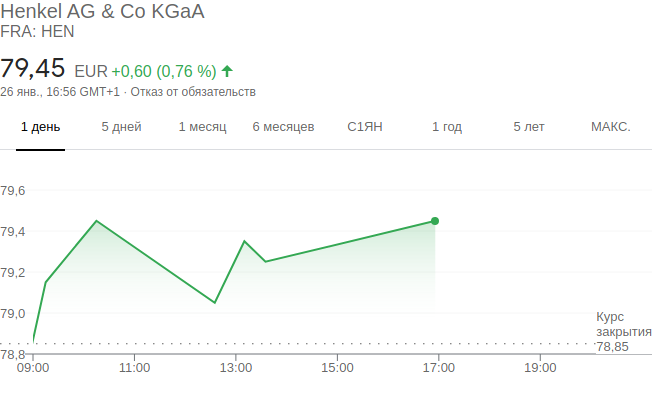 Henkel AG & Co KGaA
FRA: HEN
79,45 EUR +0,60 (0,76 %)
26 янв., 16:56 GMT+1 · Отказ от обязательств
1 день 5 дней 1 месяц 6 месяцев С1ЯН 1 год 5 лет МАКС.
79,6
79,4
79,2
79,0
Курс
закрытия
78,85
78,8
09:00 11:00 13:00 15:00 17:00 19:00